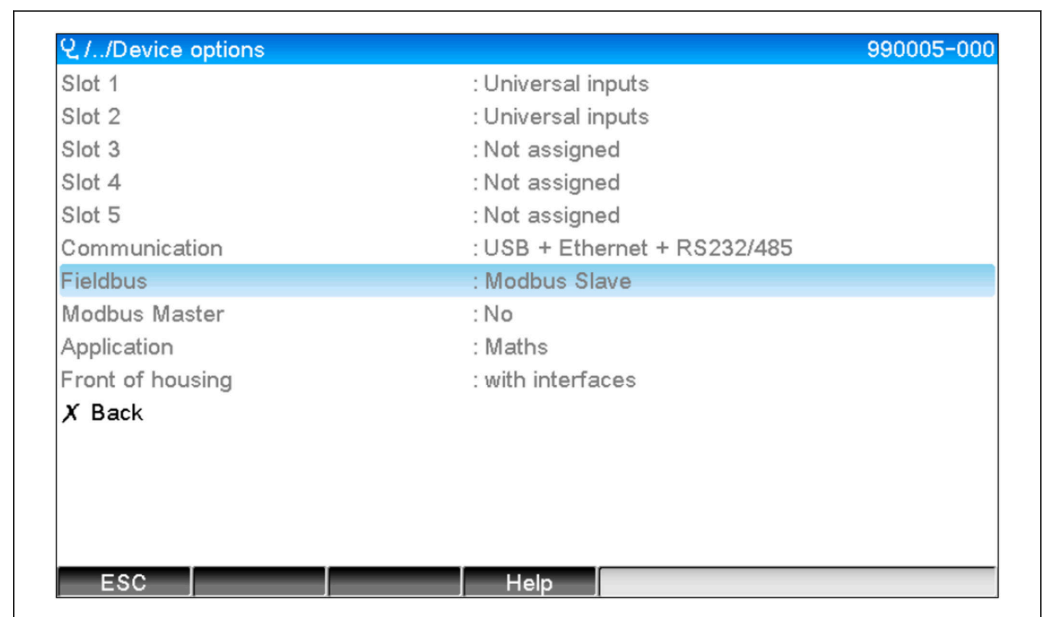 /../Device options 990005-000
Slot 1 : Universal inputs
Slot 2 : Universal inputs
Slot 3 : Not assigned
Slot 4 : Not assigned
Slot 5 : Not assigned
Communication : USB + Ethernet + RS232/485
Fieldbus : Modbus Slave
Modbus Master : No
Application : Maths
Front of housing : with interfaces
X Back
ESC Help